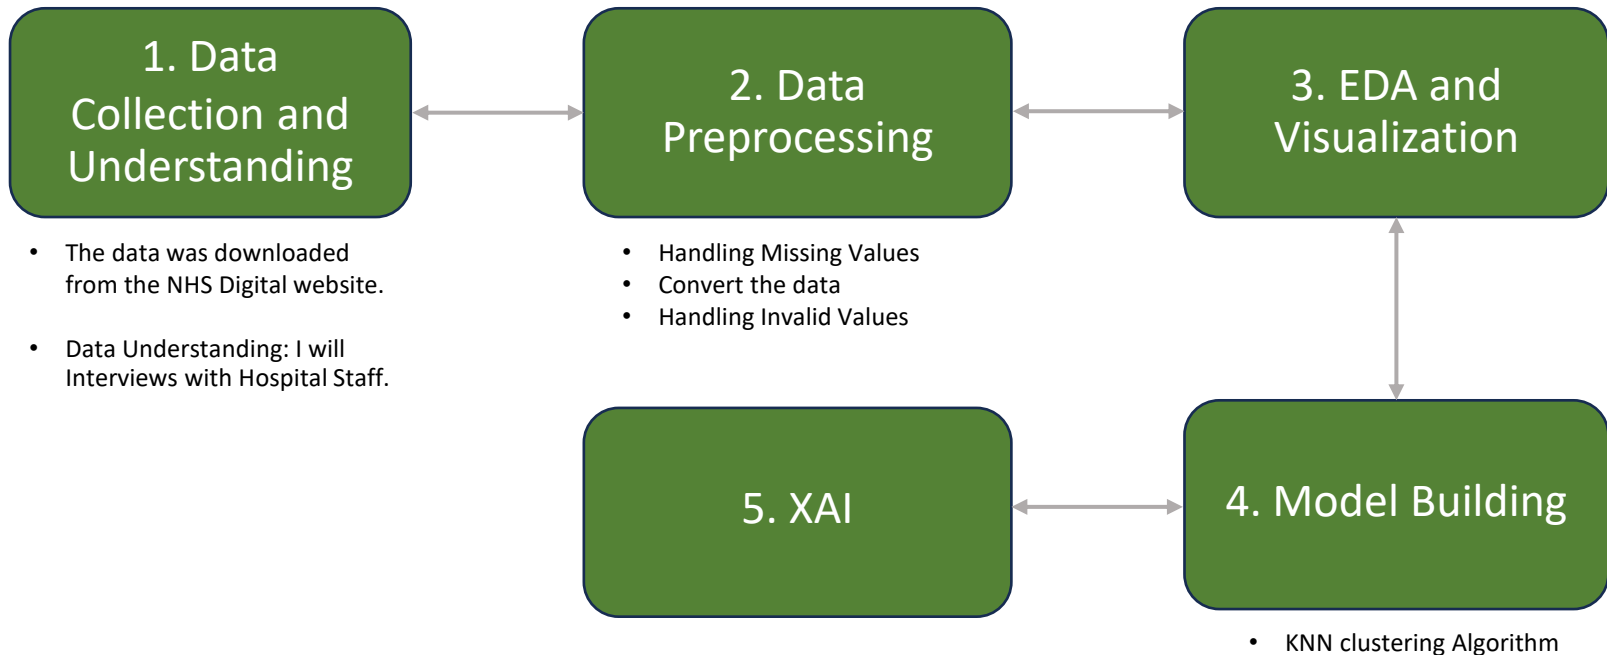 1. Data
Collection and
Understanding
2. Data
Preprocessing
3. EDA and
Visualization
• The data was downloaded
from the NHS Digital website.
• Data Understanding: I will
Interviews with Hospital Staff.
• Handling Missing Values
• Convert the data
• Handling Invalid Values
5. XAI
4. Model Building
• KNN clustering Algorithm